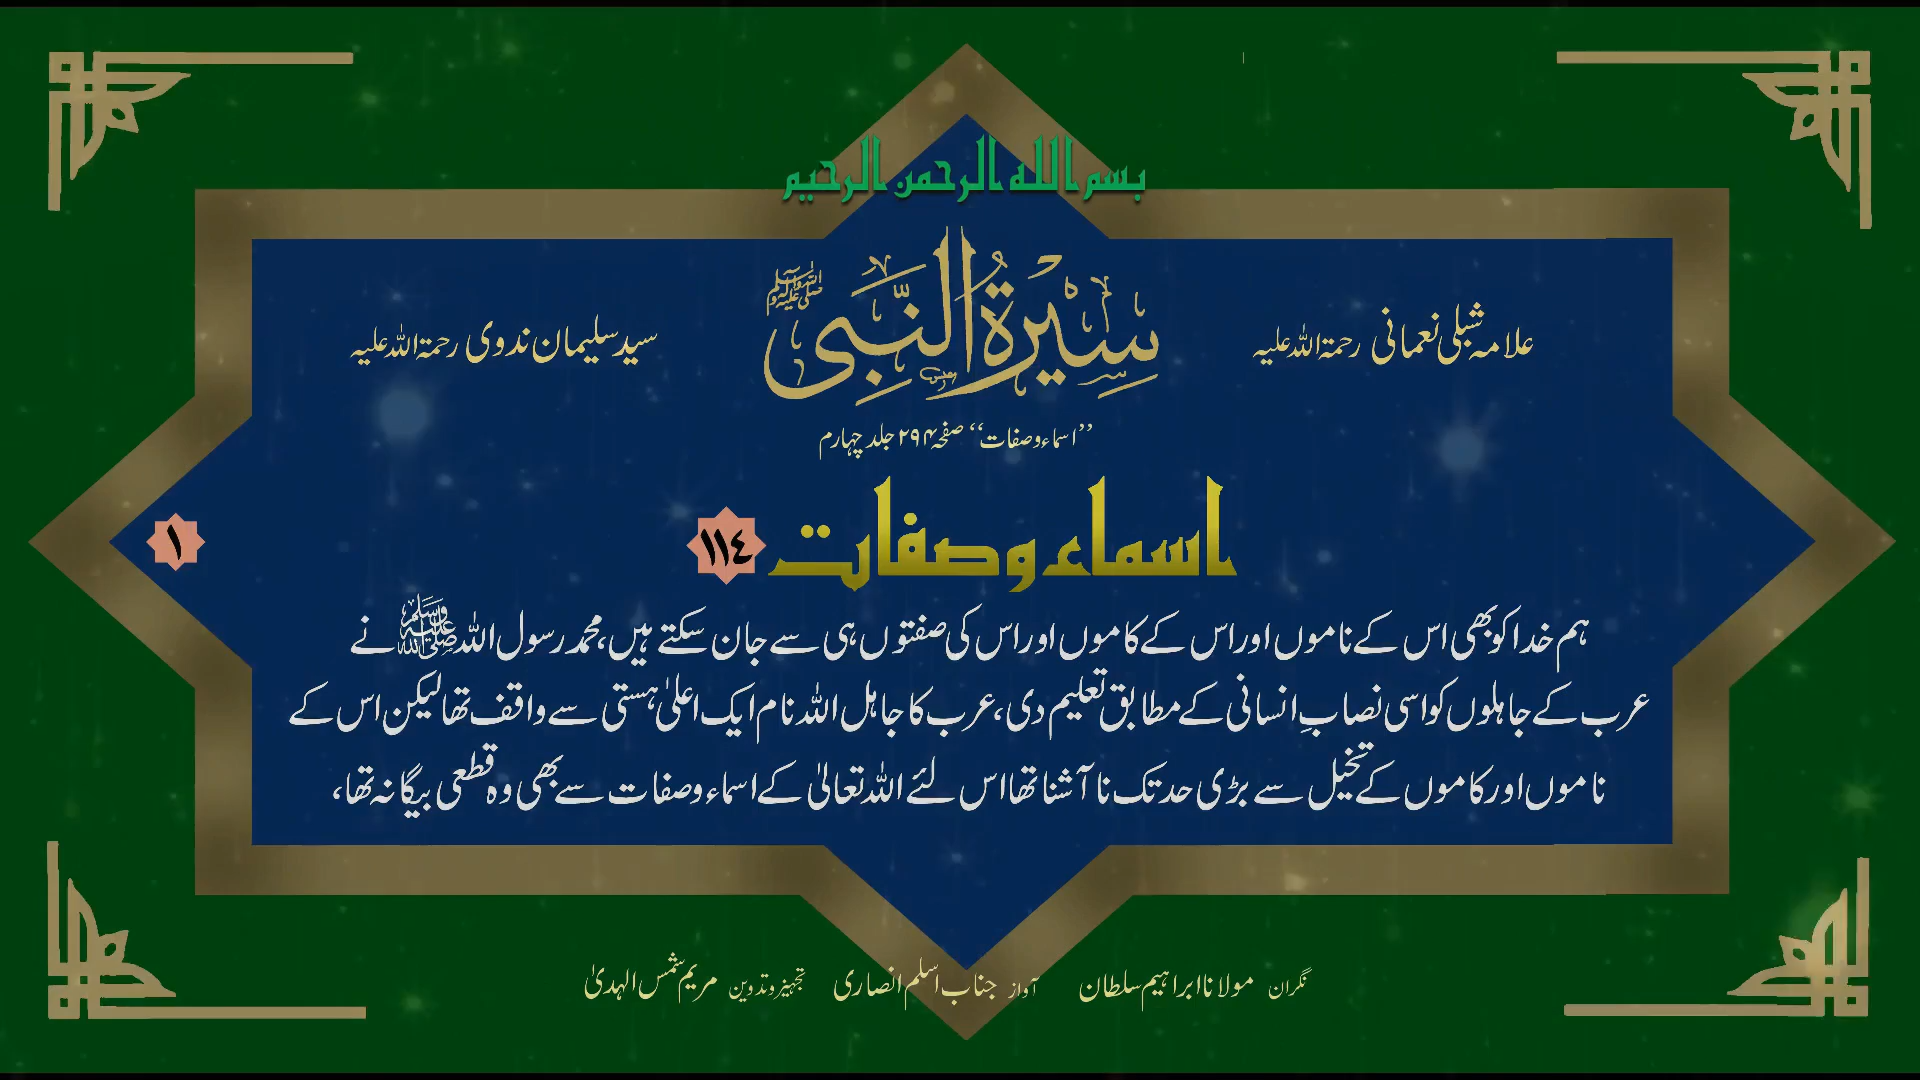 بسم الله الرحمن الرحيم
سیرۃ النبی ﷺ
علامہ شبلی نعمانی رحمۃ اللہ علیہ
سید سلیمان ندوی رحمۃ اللہ علیہ
’’اسماء وصفات‘‘ صفحہ ۲۹۴ جلد چہارم
اسماء وصفات ١١٤
١
ہم خدا کو بھی اس کے ناموں اور اس کے کاموں اور اس کی صفتوں ہی سے جان سکتے ہیں، محمد رسول اللہ ﷺ نے
عرب کے جاہلوں کو اسی نصابِ انسانی کے مطابق تعلیم دی، عرب کا جاہل اللہ نام ایک اعلیٰ ہستی سے واقف تھا لیکن اس کے
ناموں اور کاموں کے تخیل سے بڑی حد تک نا آشنا تھا اس لئے اللہ تعالیٰ کے اسماء وصفات سے بھی وہ قطعی بیگانہ تھا،
نگران مولانا ابراہیم سلطان آواز جناب اسلم انصاری تجہیز و تدوین مریم شمس الہدیٰ